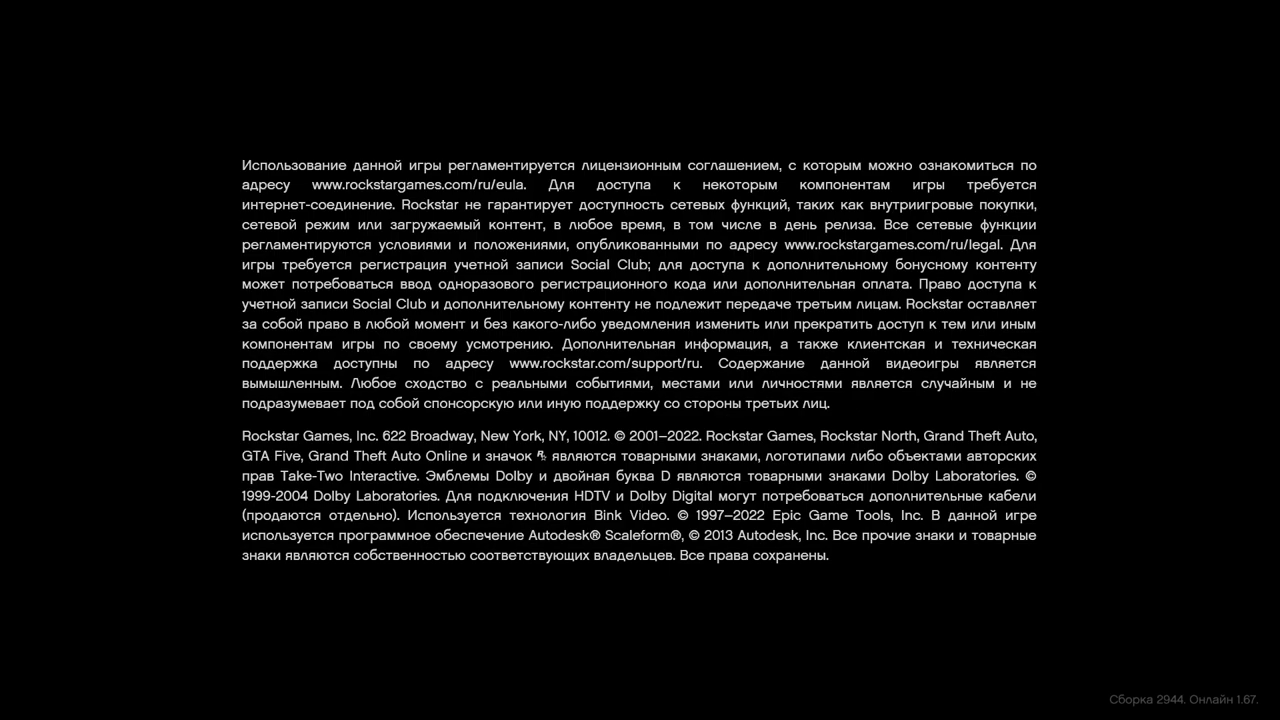 Использование данной игры регламентируется лицензионным соглашением, с которым можно ознакомиться по
адресу www.rockstargames.com/ru/eula. Для доступа к некоторым компонентам игры требуется
интернет-соединение. Rockstar не гарантирует доступность сетевых функций, таких как внутриигровые покупки,
сетевой режим или загружаемый контент, в любое время, в том числе в день релиза. Все сетевые функции
регламентируются условиями и положениями, опубликованными по адресу www.rockstargames.com/ru/legal. Для
игры требуется регистрация учетной записи Social Club; для доступа к дополнительному бонусному контенту
может потребоваться ввод одноразового регистрационного кода или дополнительная оплата. Право доступа к
учетной записи Social Club и дополнительному контенту не подлежит передаче третьим лицам. Rockstar оставляет
за собой право в любой момент и без какого-либо уведомления изменить или прекратить доступ к тем или иным
компонентам игры по своему усмотрению. Дополнительная информация, а также клиентская и техническая
поддержка доступны по адресу www.rockstar.com/support/ru. Содержание данной видеоигры является
вымышленным. Любое сходство с реальными событиями, местами или личностями является случайным и не
подразумевает под собой спонсорскую или иную поддержку со стороны третьих лиц.
Rockstar Games, Inc. 622 Broadway, New York, NY, 10012. © 2001–2022. Rockstar Games, Rockstar North, Grand Theft Auto,
GTA Five, Grand Theft Auto Online и значок R* являются товарными знаками, логотипами либо объектами авторских
прав Take-Two Interactive. Эмблемы Dolby и двойная буква D являются товарными знаками Dolby Laboratories. ©
1999-2004 Dolby Laboratories. Для подключения HDTV и Dolby Digital могут потребоваться дополнительные кабели
(продаются отдельно). Используется технология Bink Video. © 1997–2022 Epic Game Tools, Inc. В данной игре
используется программное обеспечение Autodesk® Scaleform®, © 2013 Autodesk, Inc. Все прочие знаки и товарные
знаки являются собственностью соответствующих владельцев. Все права сохранены.
Сборка 2944. Онлайн 1.67.